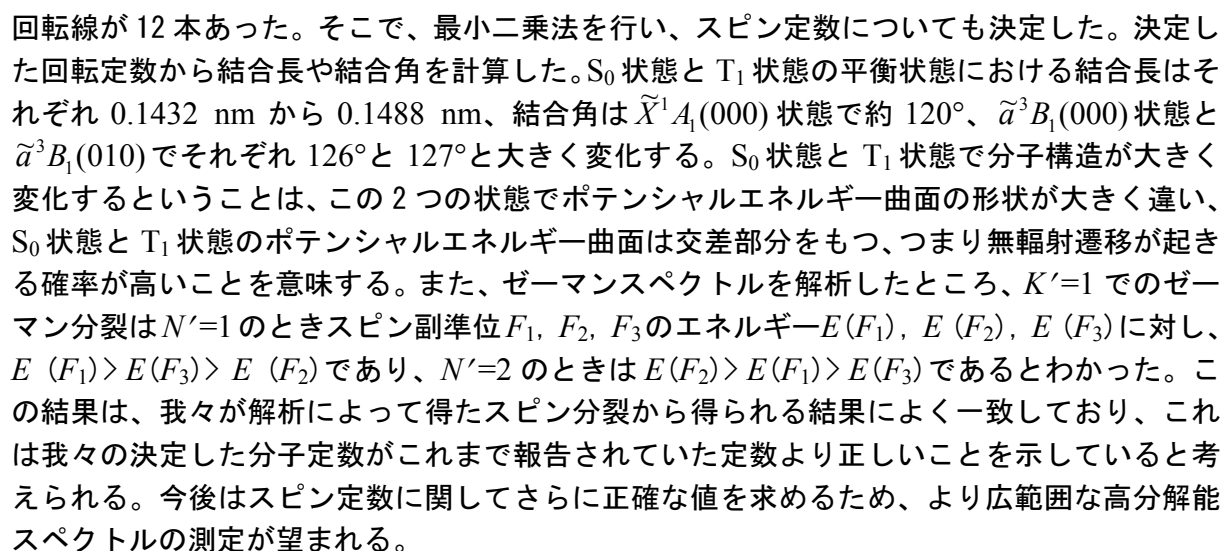 回転線が 12 本あった。そこで、最小二乗法を行い、スピン定数についても決定した。決定し
た回転定数から結合長や結合角を計算した。S₀ 状態と T₁ 状態の平衡状態における結合長はそ
れぞれ 0.1432 nm から 0.1488 nm、結合角は X̃¹A₁(000) 状態で約 120°、ã³B₁(000) 状態と
ã³B₁(010) でそれぞれ 126°と 127°と大きく変化する。S₀ 状態と T₁ 状態で分子構造が大きく
変化するということは、この 2 つの状態でポテンシャルエネルギー曲面の形状が大きく違い、
S₀ 状態と T₁ 状態のポテンシャルエネルギー曲面は交差部分をもつ、つまり無輻射遷移が起き
る確率が高いことを意味する。また、ゼーマンスペクトルを解析したところ、K′=1 でのゼー
マン分裂は N′=1 のときスピン副準位 F₁, F₂, F₃ のエネルギー E(F₁), E (F₂), E (F₃) に対し、
E (F₁)> E(F₃)> E (F₂) であり、N′=2 のときは E(F₂)> E(F₁)> E(F₃) であるとわかった。こ
の結果は、我々が解析によって得たスピン分裂から得られる結果によく一致しており、これ
は我々の決定した分子定数がこれまで報告されていた定数より正しいことを示していると考
えられる。今後はスピン定数に関してさらに正確な値を求めるため、より広範囲な高分解能
スペクトルの測定が望まれる。